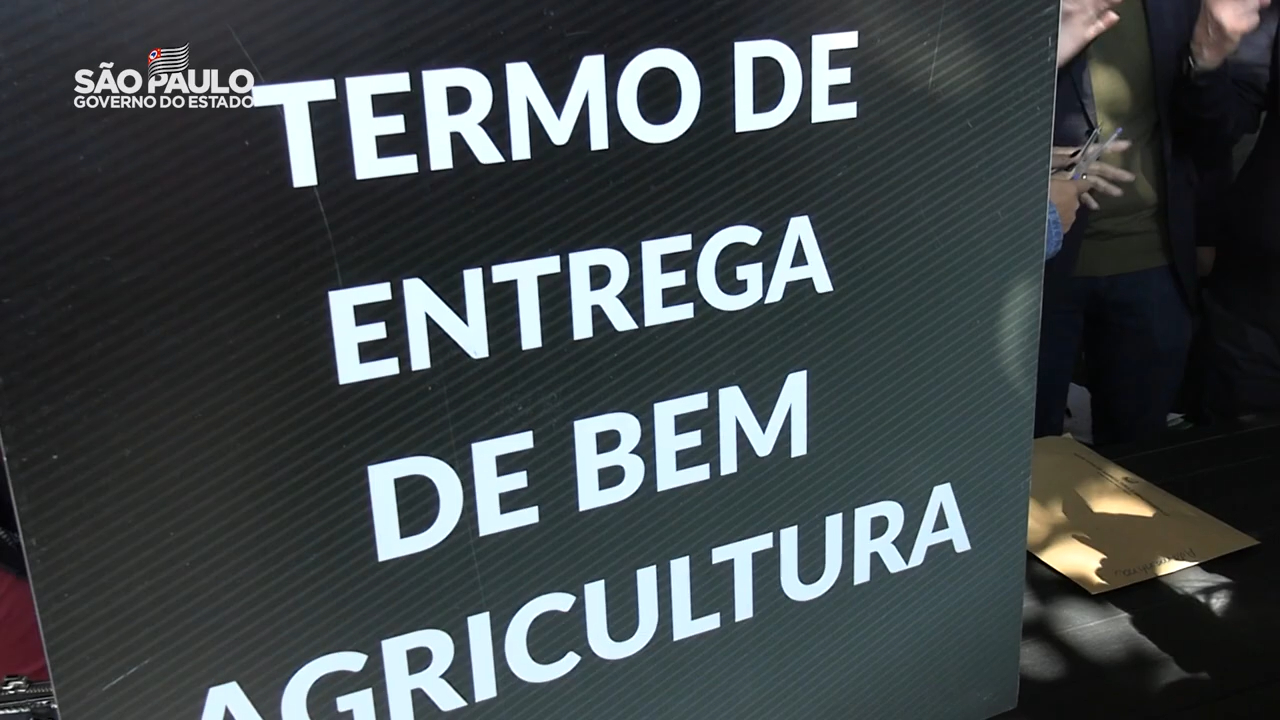 SÃO PAULO
GOVERNO DO ESTADO
TERMO DE
ENTREGA
DE BEM
AGRICULTURA